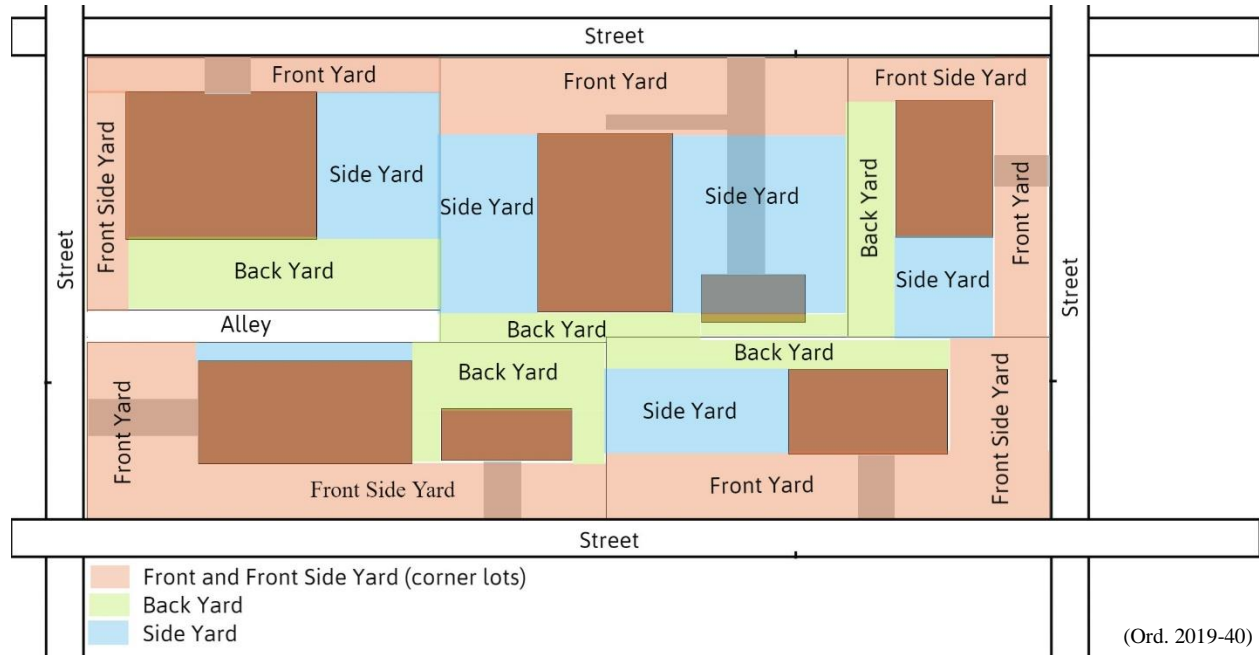 Street
Front Yard
Front Yard
Front Side Yard
Front Side Yard
Side Yard
Side Yard
Side Yard
Back Yard
Front Yard
Street
Back Yard
Side Yard
Street
Alley
Back Yard
Back Yard
Back Yard
Front Yard
Side Yard
Front Side Yard
Front Side Yard
Front Yard
Street
Front and Front Side Yard (corner lots)
Back Yard
Side Yard
(Ord. 2019-40)